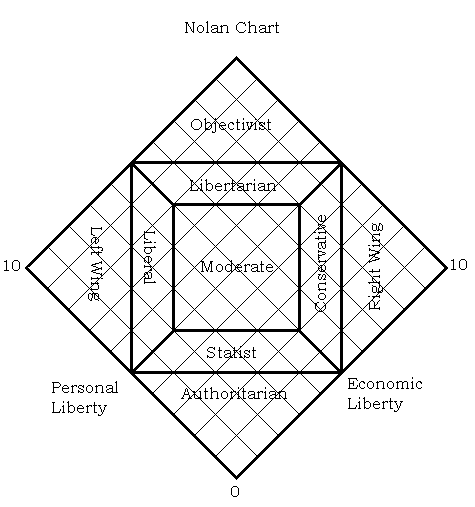 Nolan Chart
Objectivist
Libertarian
Left Wing
Liberal
Moderate
Conservative
Right Wing
10
10
Statist
Authoritarian
Personal
Liberty
Economic
Liberty
0